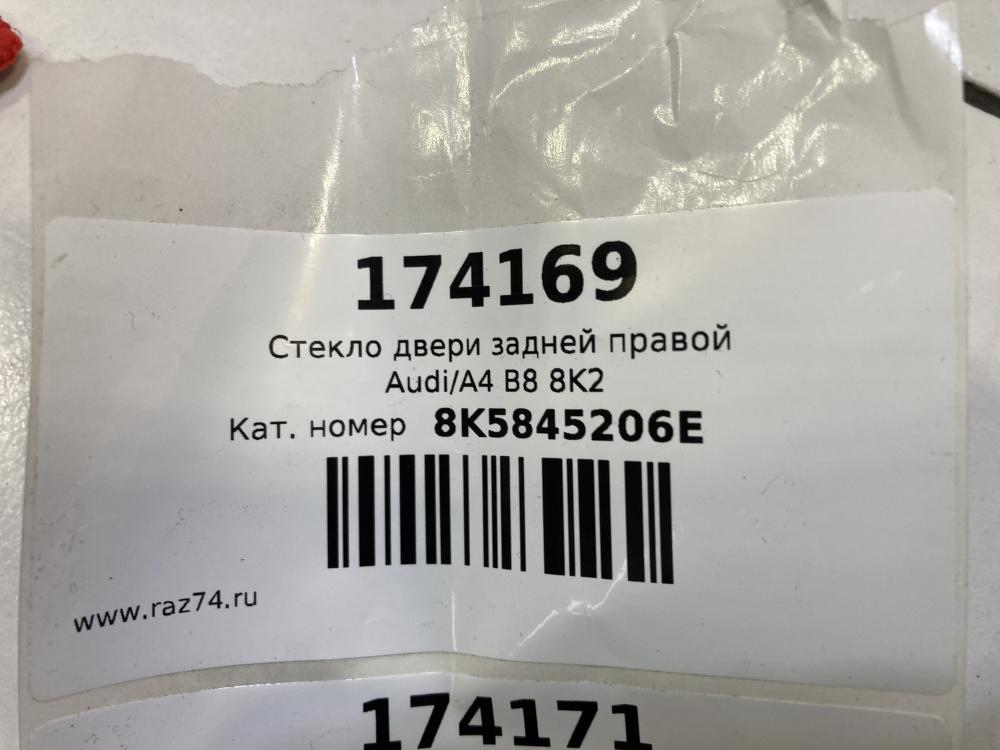 174169
Стекло двери задней правой
Audi/A4 B8 8K2
Кат. номер 8K5845206E
www.raz74.ru
174171